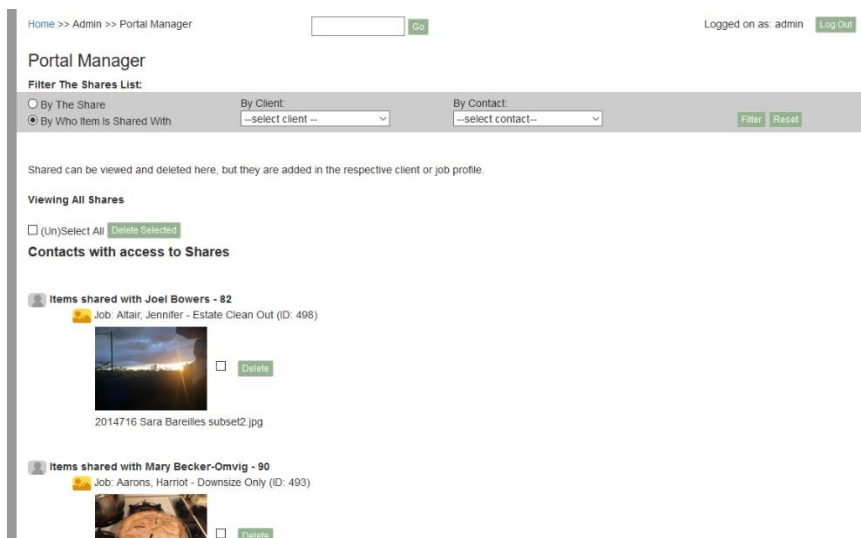 Home >> Admin >> Portal Manager Go Logged on as: admin Log Out
Portal Manager
Filter The Shares List:
By The Share By Client: By Contact:
By Who Item Is Shared With --select client -- --select contact-- Filter Reset
Shared can be viewed and deleted here, but they are added in the respective client or job profile.
Viewing All Shares
(Un)Select All Delete Selected
Contacts with access to Shares
Items shared with Joel Bowers - 82
Job: Altair, Jennifer - Estate Clean Out (ID: 498)
Delete
2014716 Sara Bareilles subset2.jpg
Items shared with Mary Becker-Omvig - 90
Job: Aarons, Harriot - Downsize Only (ID: 493)
Delete